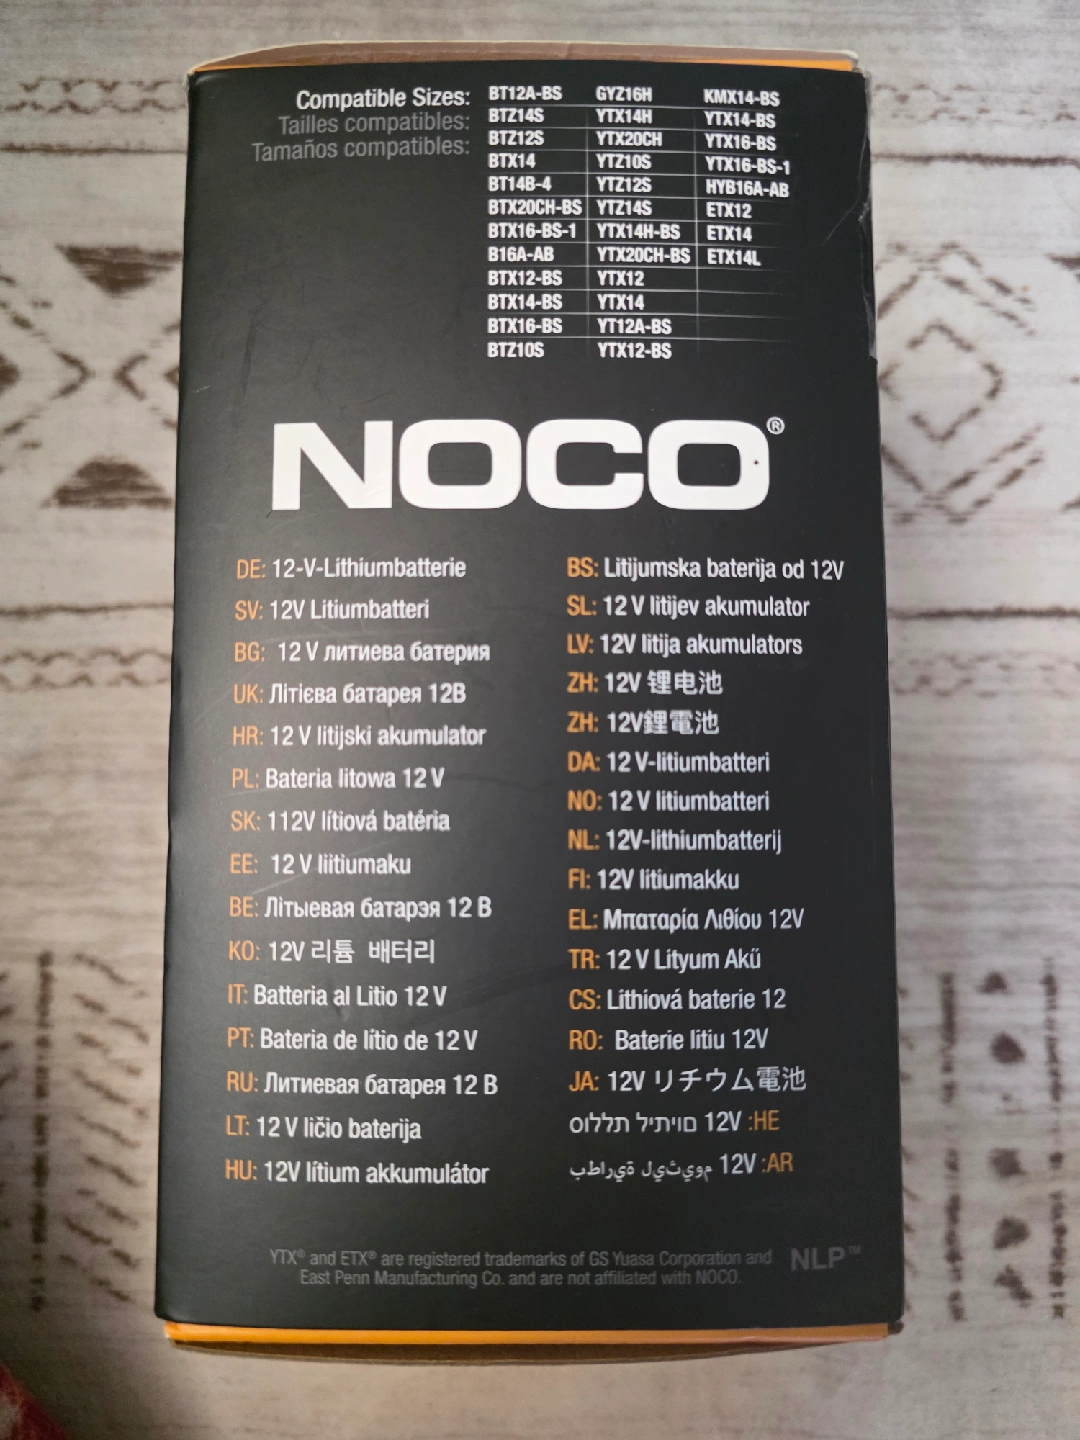 Compatible Sizes:
Tailles compatibles:
Tamaños compatibles:
BT12A-BS GYZ16H KMX14-BS
BTZ14S YTX14H YTX14-BS
BTZ12S YTX20CH YTX16-BS
BTX14 YTZ10S YTX16-BS-1
BT14B-4 YTZ12S HYB16A-AB
BTX20CH-BS YTZ14S ETX12
BTX16-BS-1 YTX14H-BS ETX14
B16A-AB YTX20CH-BS ETX14L
BTX12-BS YTX12
BTX14-BS YTX14
BTX16-BS YT12A-BS
BTZ10S YTX12-BS
NOCO®
DE: 12-V-Lithiumbatterie
SV: 12V Litiumbatteri
BG: 12 V литиева батерия
UK: Літієва батарея 12В
HR: 12 V litijski akumulator
PL: Bateria litowa 12 V
SK: 112V lítiová batéria
EE: 12 V liitiumaku
BE: Літыевая батарэя 12 В
KO: 12V 리튬 배터리
IT: Batteria al Litio 12 V
PT: Bateria de lítio de 12 V
RU: Литиевая батарея 12 В
LT: 12 V ličio baterija
HU: 12V lítium akkumulátor
BS: Litijumska baterija od 12V
SL: 12 V litijev akumulator
LV: 12V litija akumulators
ZH: 12V 锂电池
ZH: 12V鋰電池
DA: 12 V-litiumbatteri
NO: 12 V litiumbatteri
NL: 12V-lithiumbatterij
FI: 12V litiumakku
EL: Μπαταρία Λιθίου 12V
TR: 12 V Lityum Akű
CS: Lithiová baterie 12
RO: Baterie litiu 12V
JA: 12V リチウム電池
HE: 12V םויתיל תללוס
AR: 12V مويثيل ةيراطب
YTX® and ETX® are registered trademarks of GS Yuasa Corporation and
East Penn Manufacturing Co. and are not affiliated with NOCO.
NLP™